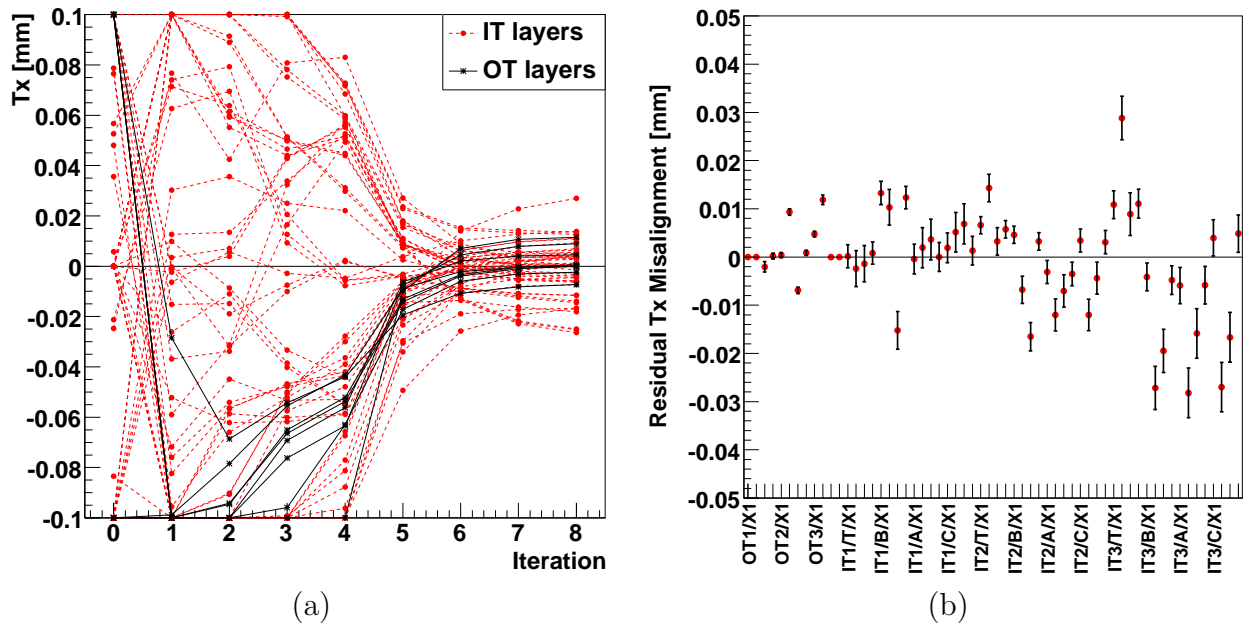 Tx [mm]
0.1
0.08
0.06
0.04
0.02
0
-0.02
-0.04
-0.06
-0.08
-0.1
0 1 2 3 4 5 6 7 8
Iteration
IT layers
OT layers
(a)
Residual Tx Misalignment [mm]
0.05
0.04
0.03
0.02
0.01
0
-0.01
-0.02
-0.03
-0.04
-0.05
OT1/X1
OT2/X1
OT3/X1
IT1/T/X1
IT1/B/X1
IT1/A/X1
IT1/C/X1
IT2/T/X1
IT2/B/X1
IT2/A/X1
IT2/C/X1
IT3/T/X1
IT3/B/X1
IT3/A/X1
IT3/C/X1
(b)